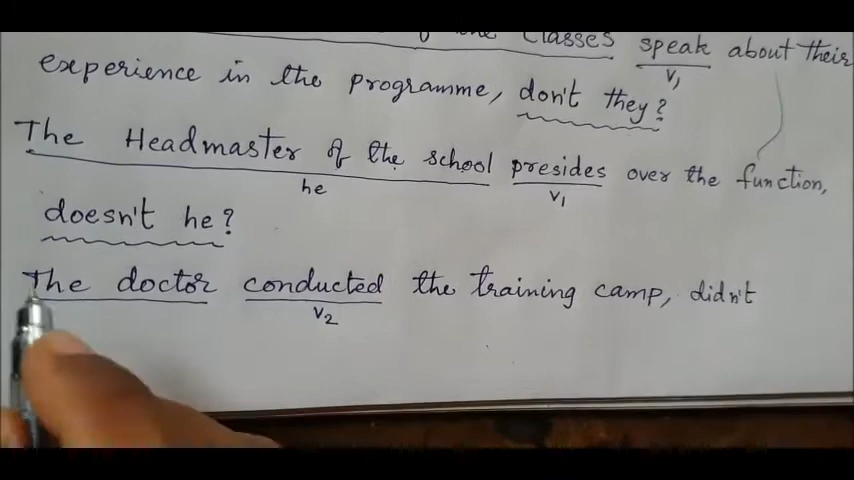 the Classes speak about their
V1
experience in the programme, don't they?
The Headmaster of the school presides over the function,
he V1
doesn't he?
The doctor conducted the training camp, didn't
V2